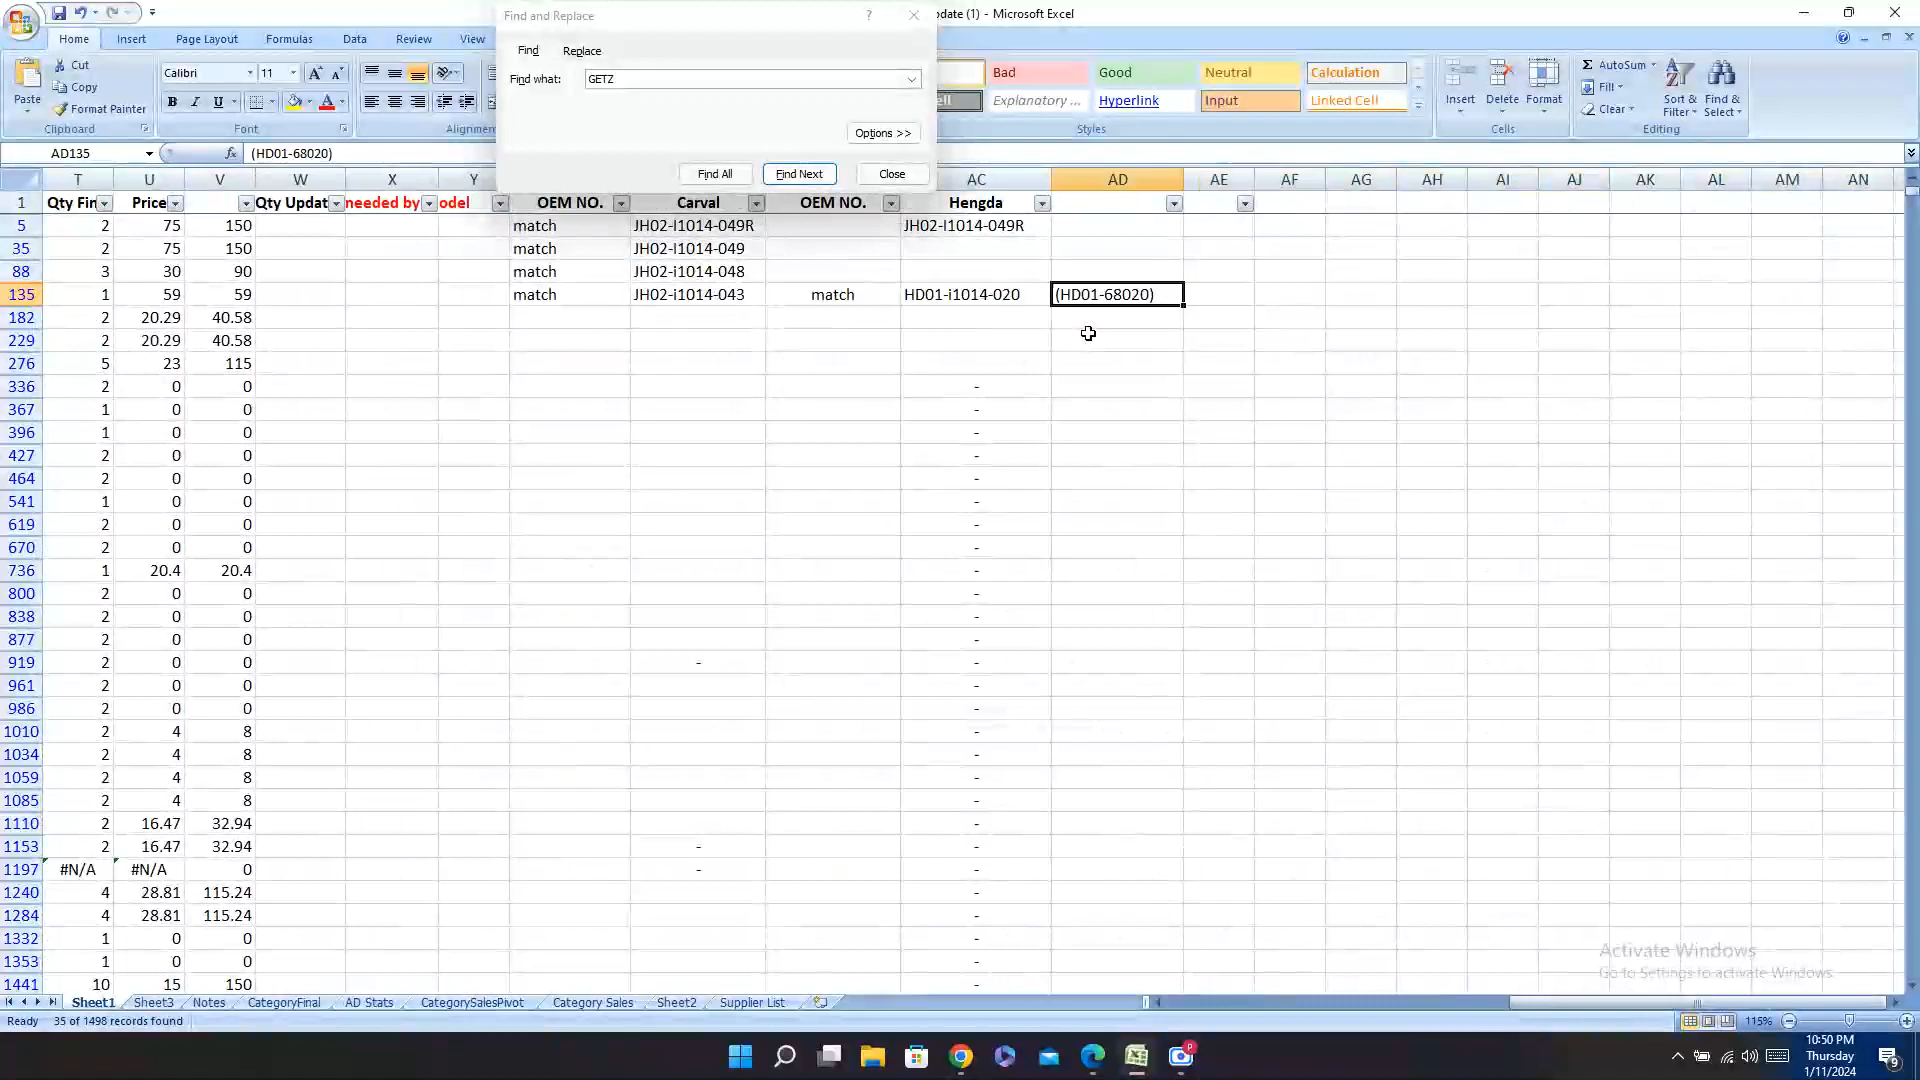 Find and Replace ? pdate (1) - Microsoft Excel
Home Insert Page Layout Formulas Data Review View
Find Replace
Find what: GETZ
Options >>
Find All Find Next Close
Paste Cut Copy Format Painter Clipboard
Calibri 11 B I U Font Alignmen
Bad Good Neutral Calculation
Explanatory ... Hyperlink Input Linked Cell
Styles
Insert Delete Format Cells
AutoSum Fill Clear Sort & Filter Find & Select Editing
AD135 fx (HD01-68020)
T U V W X Y AC AD AE AF AG AH AI AJ AK AL AM AN
1 Qty Fin Price Qty Updat needed by odel OEM NO. Carval OEM NO. Hengda
5 2 75 150 match JH02-I1014-049R JH02-I1014-049R
35 2 75 150 match JH02-I1014-049
88 3 30 90 match JH02-i1014-048
135 1 59 59 match JH02-i1014-043 match HD01-i1014-020 (HD01-68020)
182 2 20.29 40.58
229 2 20.29 40.58
276 5 23 115
336 2 0 0 -
367 1 0 0 -
396 1 0 0 -
427 2 0 0 -
464 2 0 0 -
541 1 0 0 -
619 2 0 0 -
670 2 0 0 -
736 1 20.4 20.4 -
800 2 0 0 -
838 2 0 0 -
877 2 0 0 -
919 2 0 0 - -
961 2 0 0 -
986 2 0 0 -
1010 2 4 8 -
1034 2 4 8 -
1059 2 4 8 -
1085 2 4 8 -
1110 2 16.47 32.94 -
1153 2 16.47 32.94 - -
1197 #N/A #N/A 0 - -
1240 4 28.81 115.24 -
1284 4 28.81 115.24 -
1332 1 0 0 -
1353 1 0 0 -
1441 10 15 150
Activate Windows
Go to Settings to activate Windows.
Sheet1 Sheet3 Notes CategoryFinal AD Stats CategorySalesPivot Category Sales Sheet2 Supplier List
Ready 35 of 1498 records found 115%
10:50 PM
Thursday
1/11/2024
9